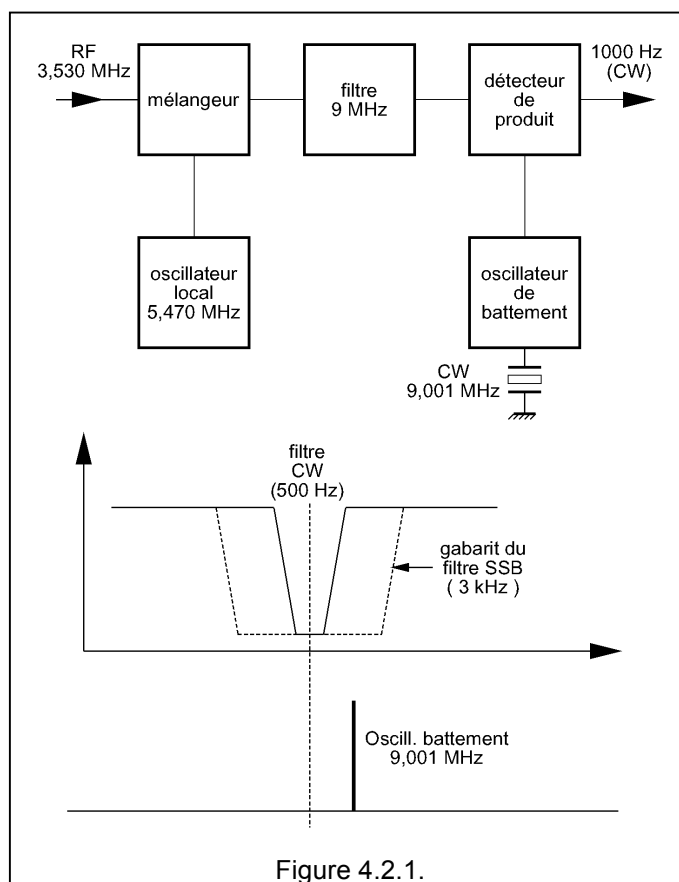 RF
3,530 MHz
mélangeur
filtre
9 MHz
détecteur
de
produit
1000 Hz
(CW)
oscillateur
local
5,470 MHz
oscillateur
de
battement
CW
9,001 MHz
filtre
CW
(500 Hz)
gabarit du
filtre SSB
( 3 kHz )
Oscill. battement
9,001 MHz
Figure 4.2.1.